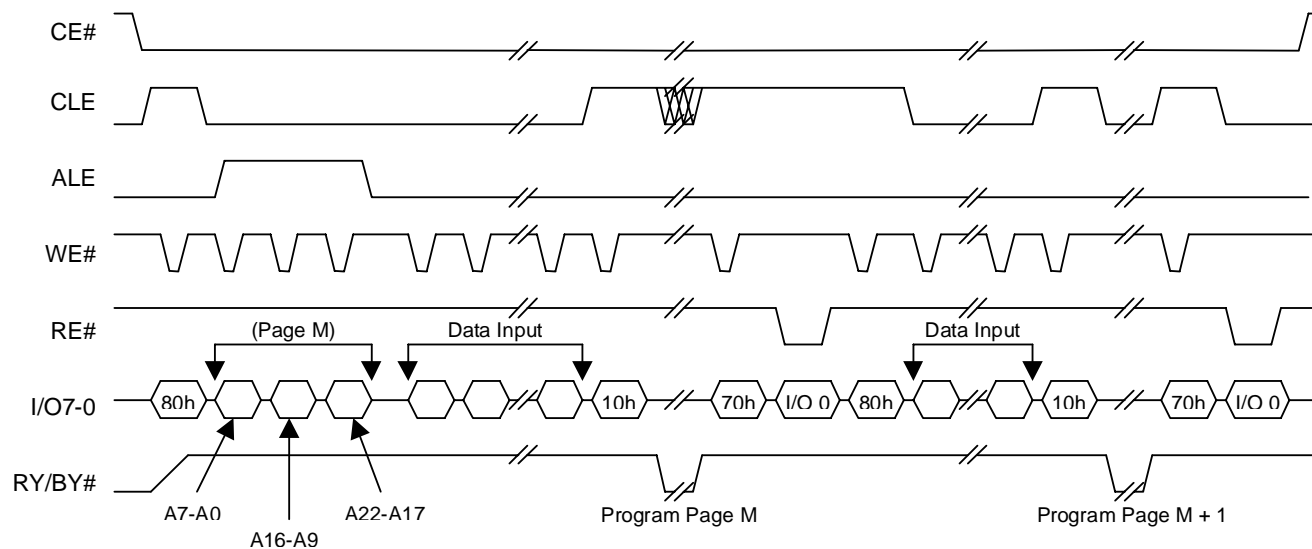 CE#
CLE
ALE
WE#
RE#
(Page M) Data Input Data Input
I/O7-0 80h 10h 70h I/O 0 80h 10h 70h I/O 0
RY/BY#
A7-A0 A22-A17 Program Page M Program Page M + 1
A16-A9